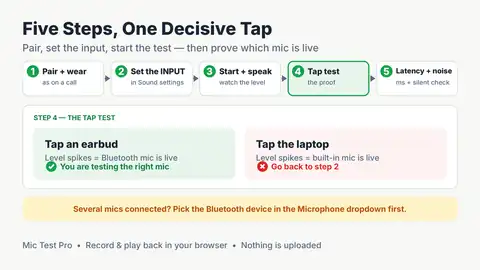 Five Steps, One Decisive Tap
Pair, set the input, start the test — then prove which mic is live
1 Pair + wear
as on a call
2 Set the INPUT
in Sound settings
3 Start + speak
watch the level
4 Tap test
the proof
5 Latency + noise
ms + silent check
STEP 4 — THE TAP TEST
Tap an earbud
Level spikes = Bluetooth mic is live
You are testing the right mic
Tap the laptop
Level spikes = built-in mic is live
Go back to step 2
Several mics connected? Pick the Bluetooth device in the Microphone dropdown first.
Mic Test Pro • Record & play back in your browser • Nothing is uploaded